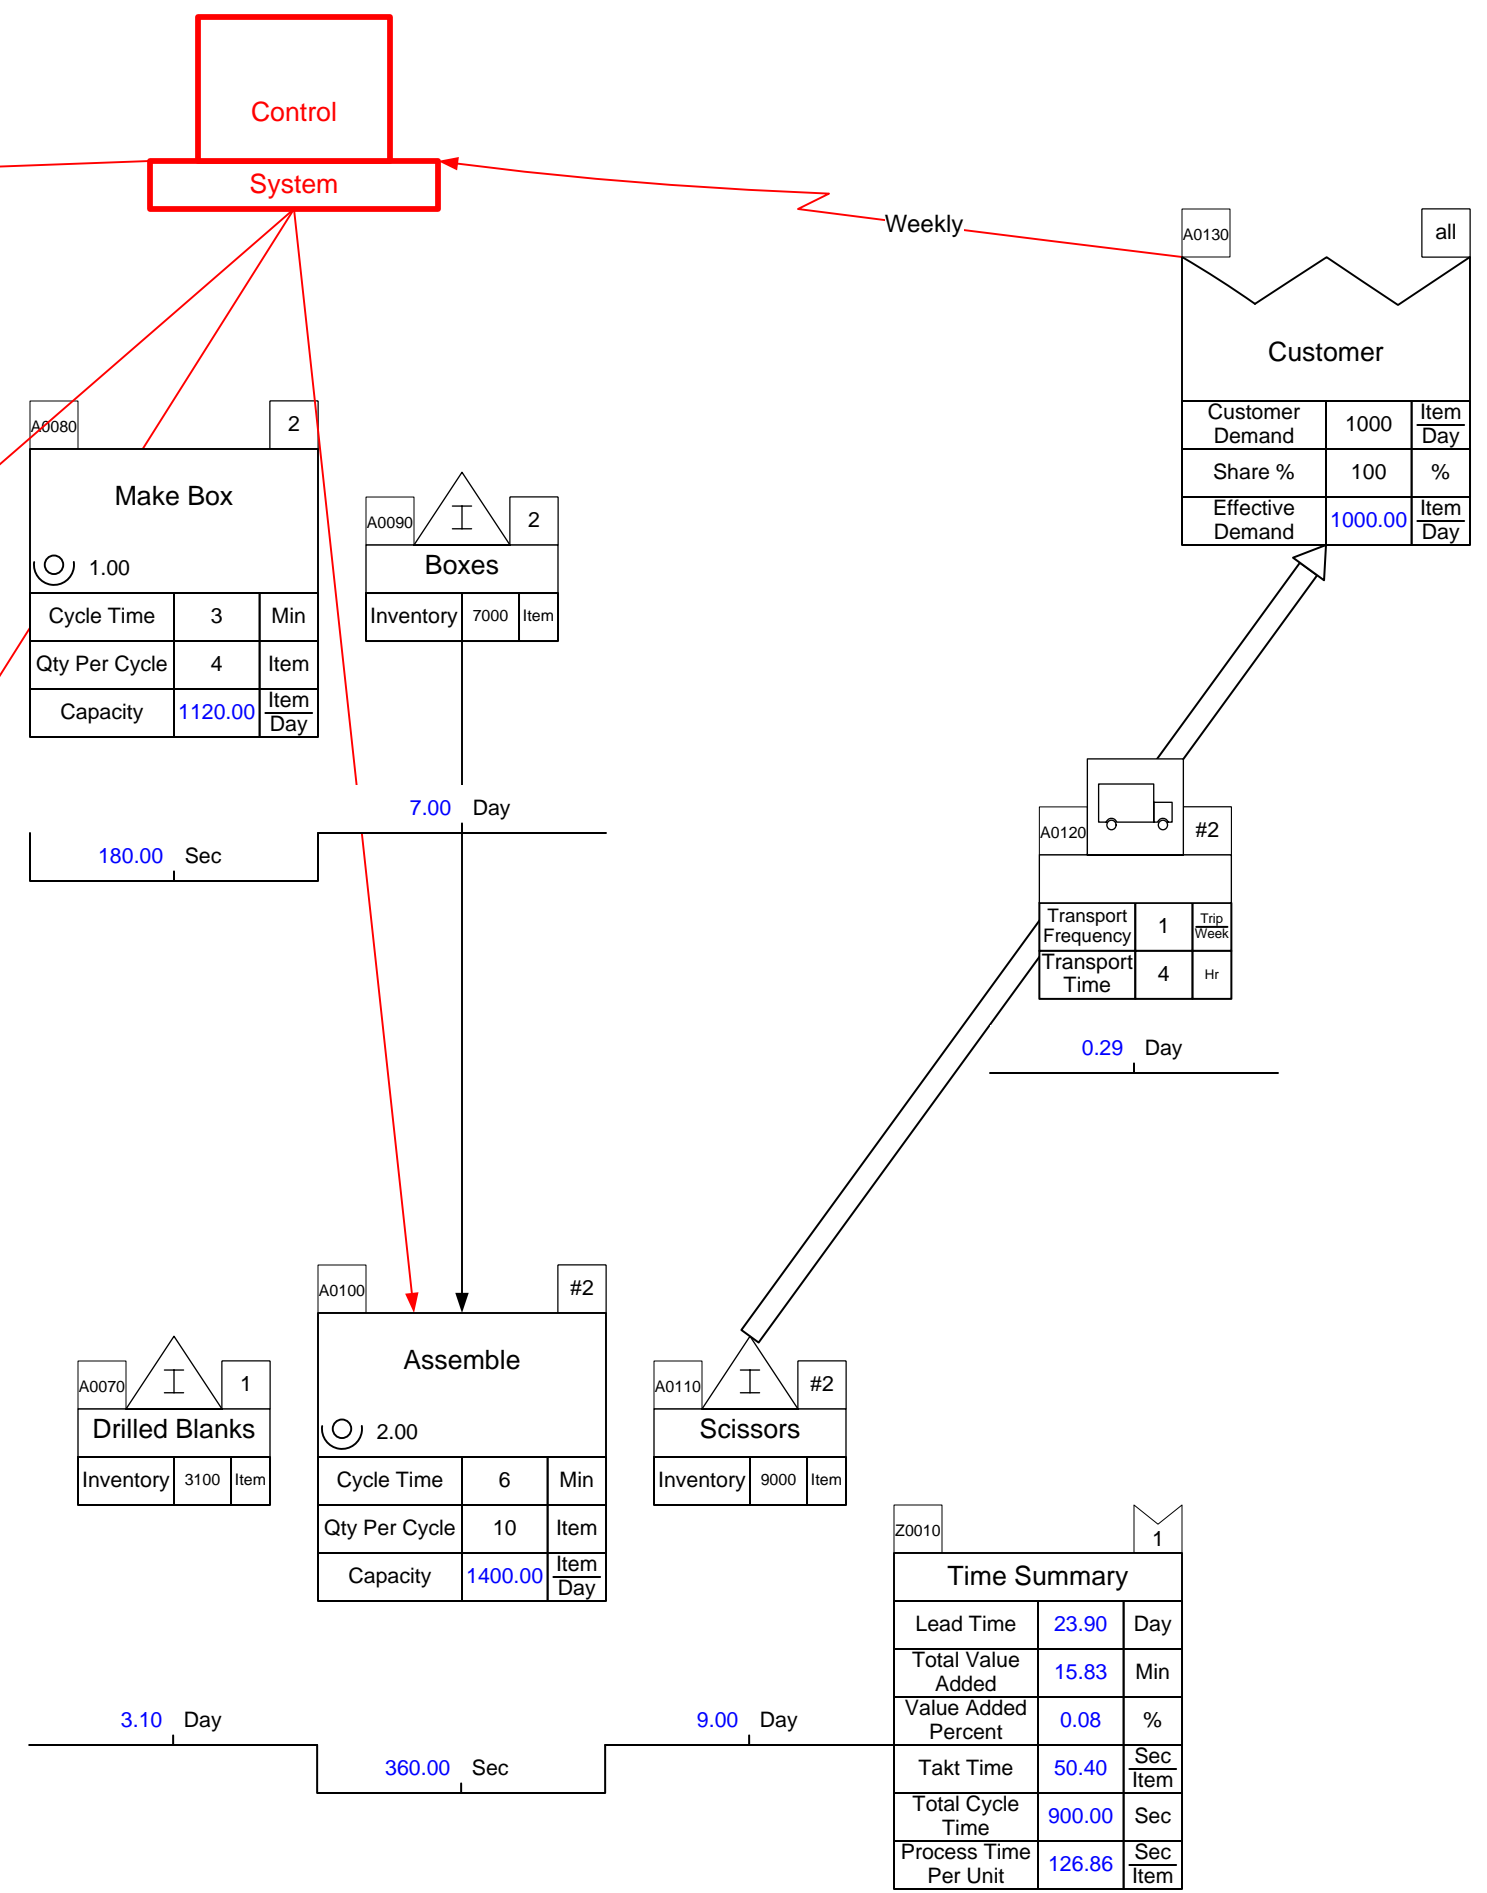 Control
System
Weekly
A0130
all
Customer
Customer
Demand
1000
Item
Day
Share %
100
%
Effective
Demand
1000.00
Item
Day
A0080
2
Make Box
1.00
Cycle Time
3
Min
Qty Per Cycle
4
Item
Capacity
1120.00
Item
Day
A0090
I
2
Boxes
Inventory
7000
Item
7.00 Day
180.00 Sec
A0120
#2
Transport
Frequency
1
Trip
Week
Transport
Time
4
Hr
0.29 Day
A0070
I
1
Drilled Blanks
Inventory
3100
Item
A0100
#2
Assemble
2.00
Cycle Time
6
Min
Qty Per Cycle
10
Item
Capacity
1400.00
Item
Day
A0110
I
#2
Scissors
Inventory
9000
Item
3.10 Day
360.00 Sec
9.00 Day
Z0010
1
Time Summary
Lead Time
23.90
Day
Total Value
Added
15.83
Min
Value Added
Percent
0.08
%
Takt Time
50.40
Sec
Item
Total Cycle
Time
900.00
Sec
Process Time
Per Unit
126.86
Sec
Item